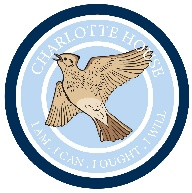 CHARLOTTE HOUSE
I AM . I CAN . I OUGHT . I WILL